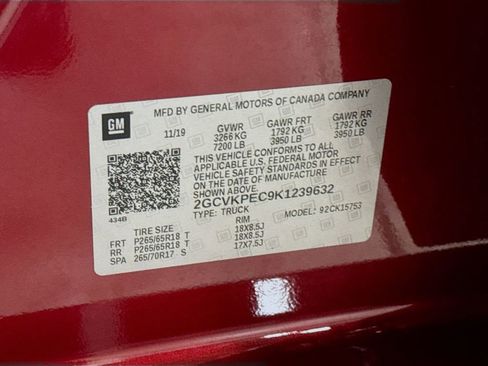 GM
MFD BY GENERAL MOTORS OF CANADA COMPANY
11/19 GVWR GAWR FRT GAWR RR
3266 KG 1792 KG 1792 KG
7200 LB 3950 LB 3950 LB
THIS VEHICLE CONFORMS TO ALL
APPLICABLE U.S. FEDERAL MOTOR
VEHICLE SAFETY STANDARDS IN EFFECT
ON THE DATE OF MANUFACTURE
SHOWN ABOVE.
2GCVKPEC9K1239632
TYPE: TRUCK MODEL: 92CK15753
434B
TIRE SIZE RIM
FRT P265/65R18 T 18X8.5J
RR P265/65R18 T 18X8.5J
SPA 265/70R17 S 17X7.5J